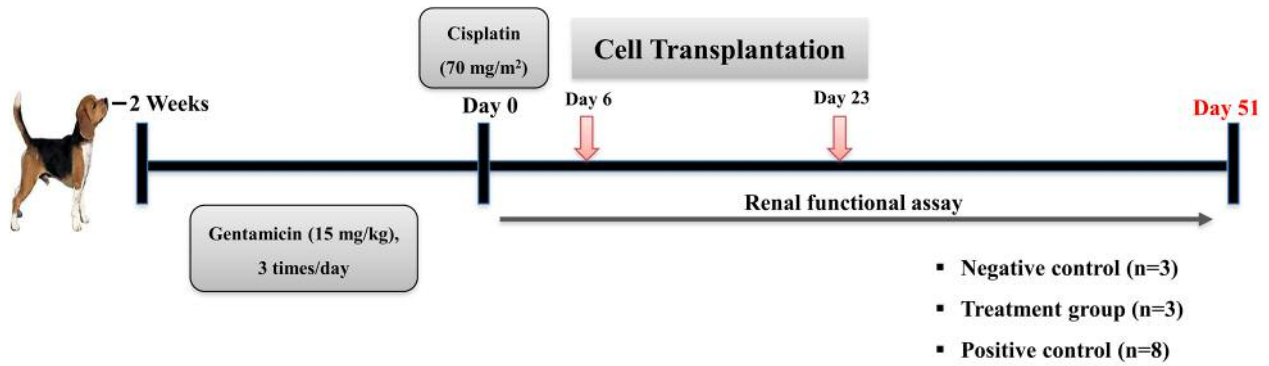 Cisplatin
(70 mg/m²)
Cell Transplantation
−2 Weeks
Day 0
Day 6
Day 23
Day 51
Renal functional assay
Gentamicin (15 mg/kg),
3 times/day
▪ Negative control (n=3)
▪ Treatment group (n=3)
▪ Positive control (n=8)